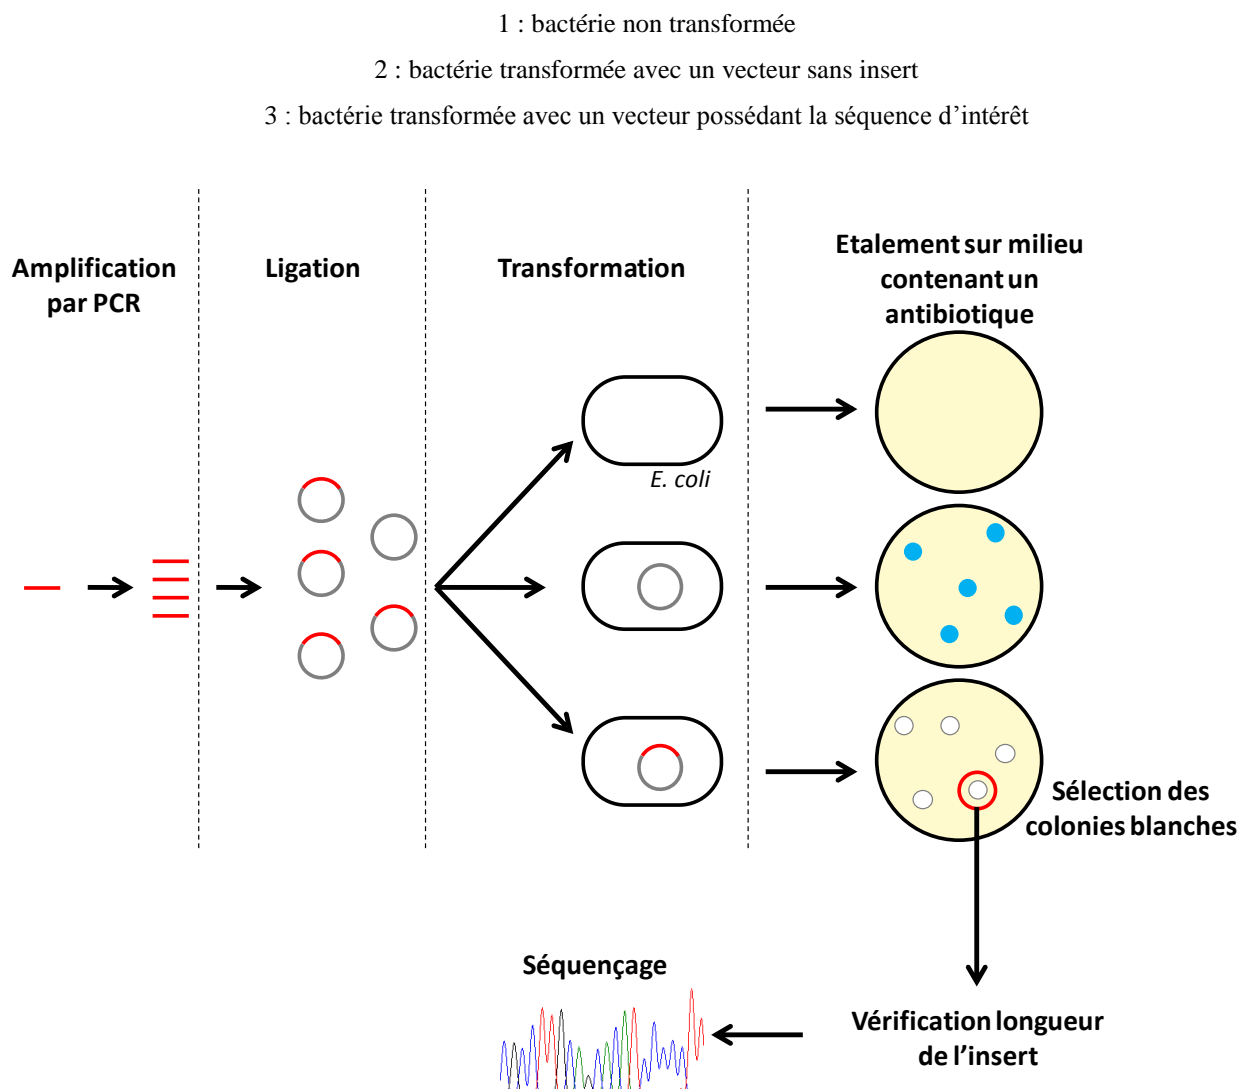 1 : bactérie non transformée
2 : bactérie transformée avec un vecteur sans insert
3 : bactérie transformée avec un vecteur possédant la séquence d’intérêt
Amplification
par PCR
Ligation
Transformation
Etalement sur milieu
contenant un
antibiotique
E. coli
Sélection des
colonies blanches
Séquençage
Vérification longueur
de l’insert